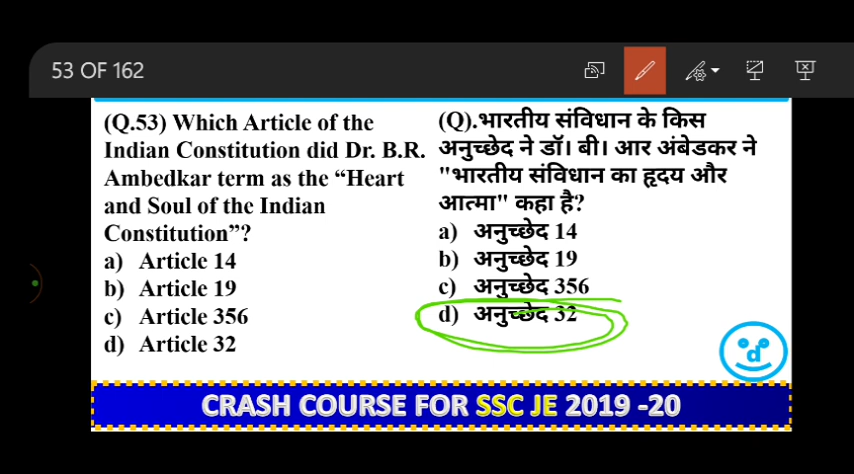 53 OF 162
(Q.53) Which Article of the
Indian Constitution did Dr. B.R.
Ambedkar term as the “Heart
and Soul of the Indian
Constitution”?
a) Article 14
b) Article 19
c) Article 356
d) Article 32
(Q).भारतीय संविधान के किस
अनुच्छेद ने डॉ। बी। आर अंबेडकर ने
"भारतीय संविधान का हृदय और
आत्मा" कहा है?
a) अनुच्छेद 14
b) अनुच्छेद 19
c) अनुच्छेद 356
d) अनुच्छेद 32
d
CRASH COURSE FOR SSC JE 2019 -20